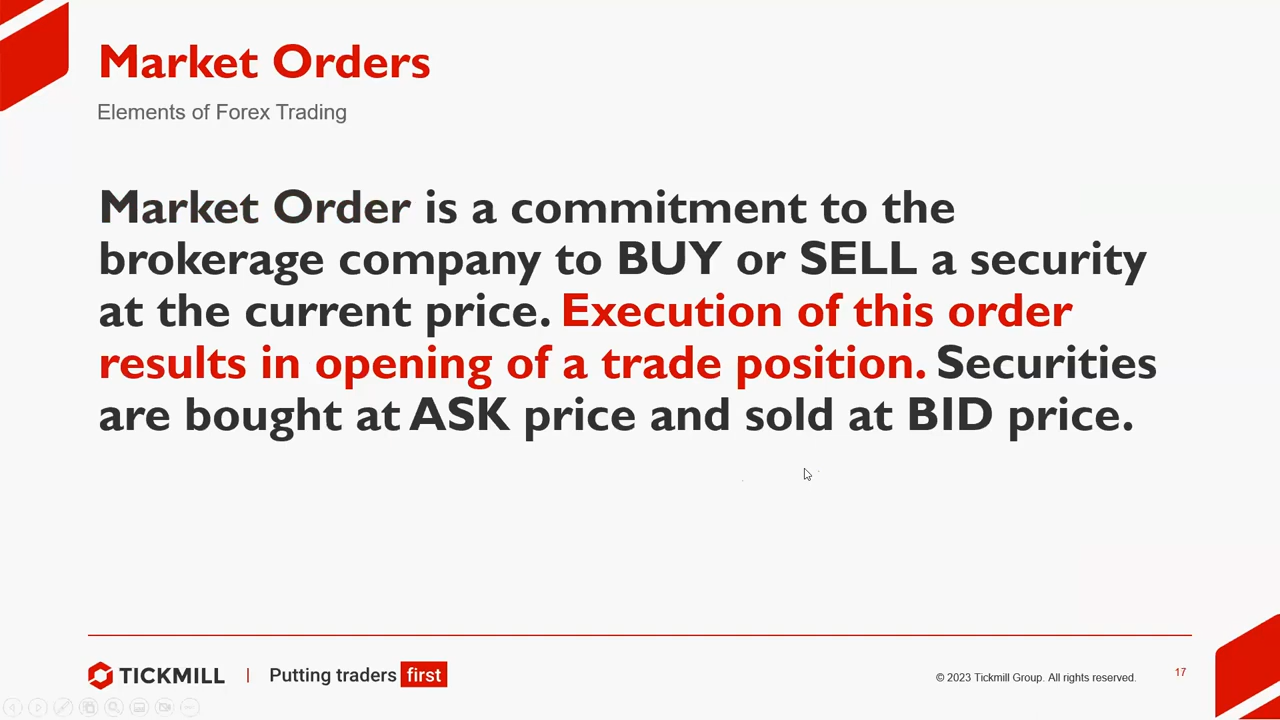 Market Orders
Elements of Forex Trading
Market Order is a commitment to the
brokerage company to BUY or SELL a security
at the current price. Execution of this order
results in opening of a trade position. Securities
are bought at ASK price and sold at BID price.
TICKMILL | Putting traders first
© 2023 Tickmill Group. All rights reserved.
17